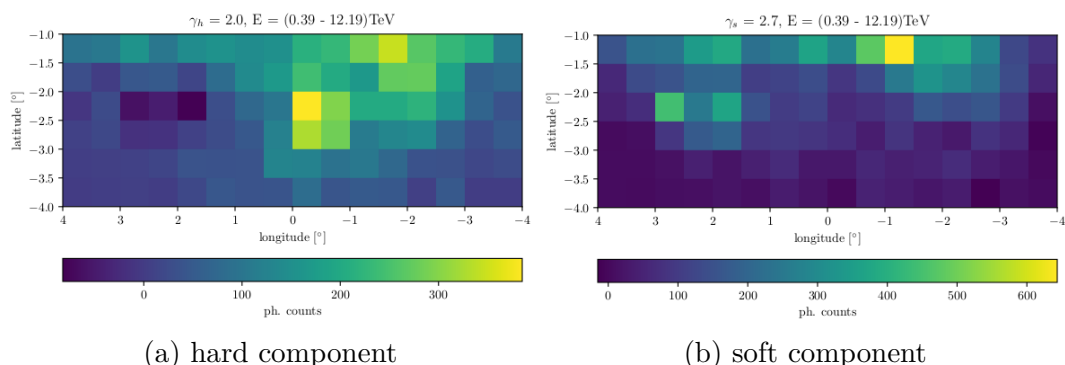 γ_h = 2.0, E = (0.39 - 12.19)TeV
−1.0
−1.5
−2.0
−2.5
−3.0
−3.5
−4.0
latitude [°]
4 3 2 1 0 −1 −2 −3 −4
longitude [°]
0 100 200 300
ph. counts
(a) hard component
γ_s = 2.7, E = (0.39 - 12.19)TeV
−1.0
−1.5
−2.0
−2.5
−3.0
−3.5
−4.0
latitude [°]
4 3 2 1 0 −1 −2 −3 −4
longitude [°]
0 100 200 300 400 500 600
ph. counts
(b) soft component